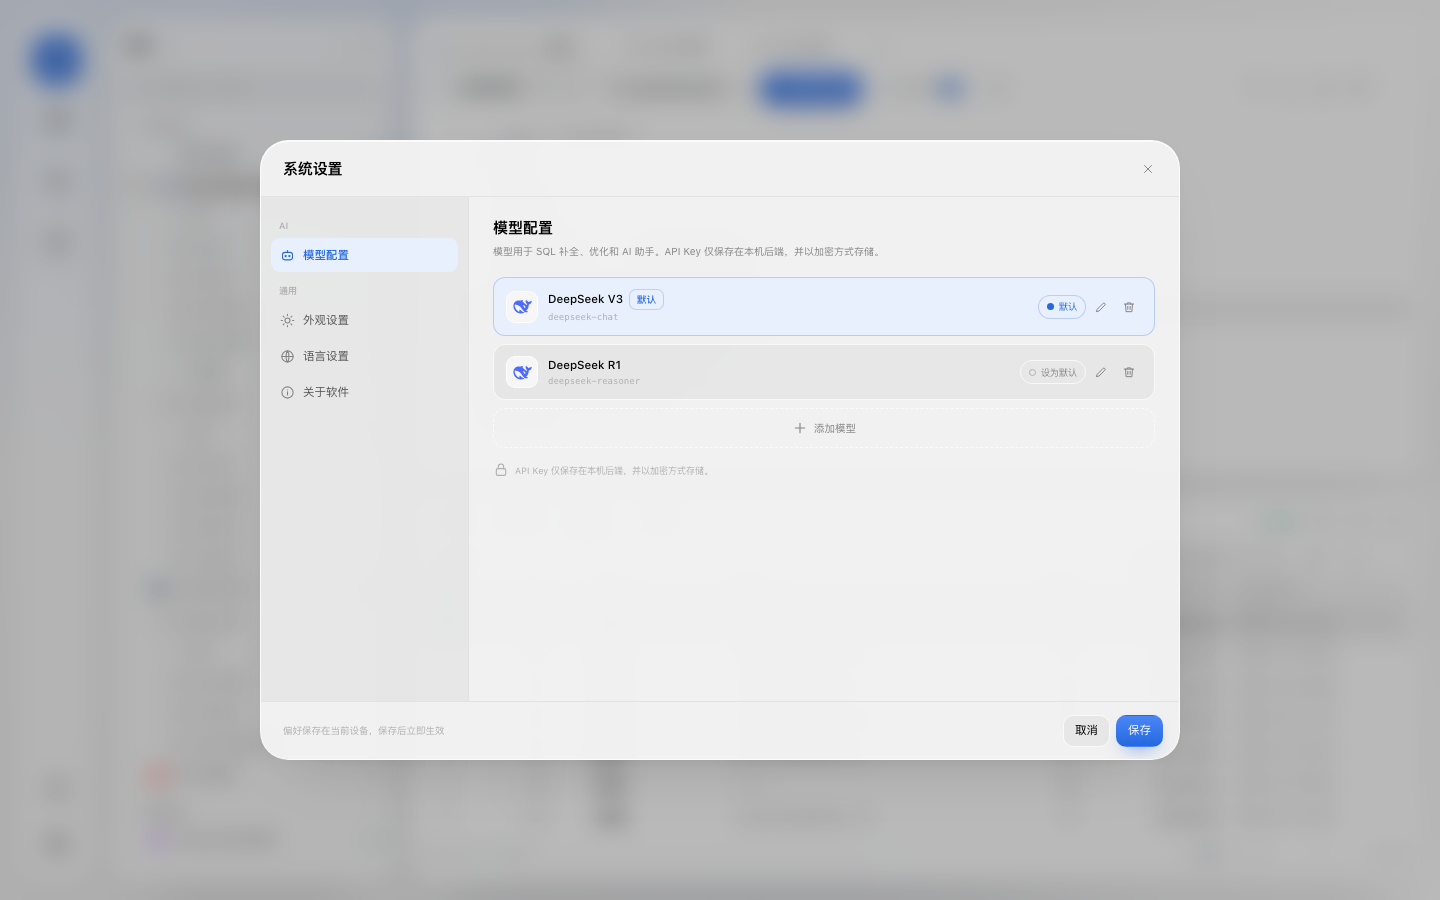 系统设置
AI
模型配置
通用
外观设置
语言设置
关于软件
模型配置
模型用于 SQL 补全、优化和 AI 助手。API Key 仅保存在本机后端，并以加密方式存储。
DeepSeek V3 默认
deepseek-chat
默认
DeepSeek R1
deepseek-reasoner
设为默认
添加模型
API Key 仅保存在本机后端，并以加密方式存储。
偏好保存在当前设备，保存后立即生效
取消
保存